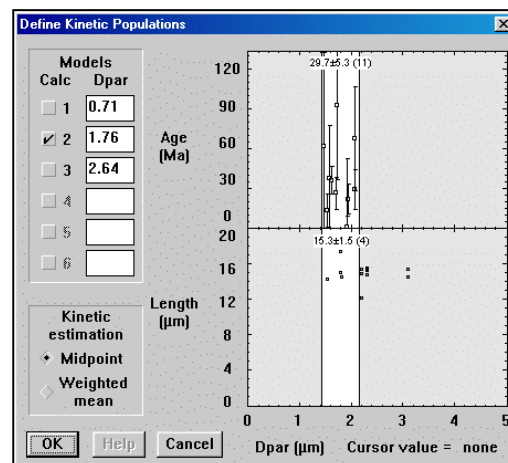 Define Kinetic Populations
Models
Calc Dpar
1 0.71
2 1.76
3 2.64
4
5
6
Kinetic
estimation
Midpoint
Weighted
mean
OK Help Cancel
Age
(Ma)
120
90
60
30
0
29.7±5.3 (11)
Length
(µm)
20
16
12
8
4
0
15.3±1.5 (4)
0 1 2 3 4 5
Dpar (µm) Cursor value = none